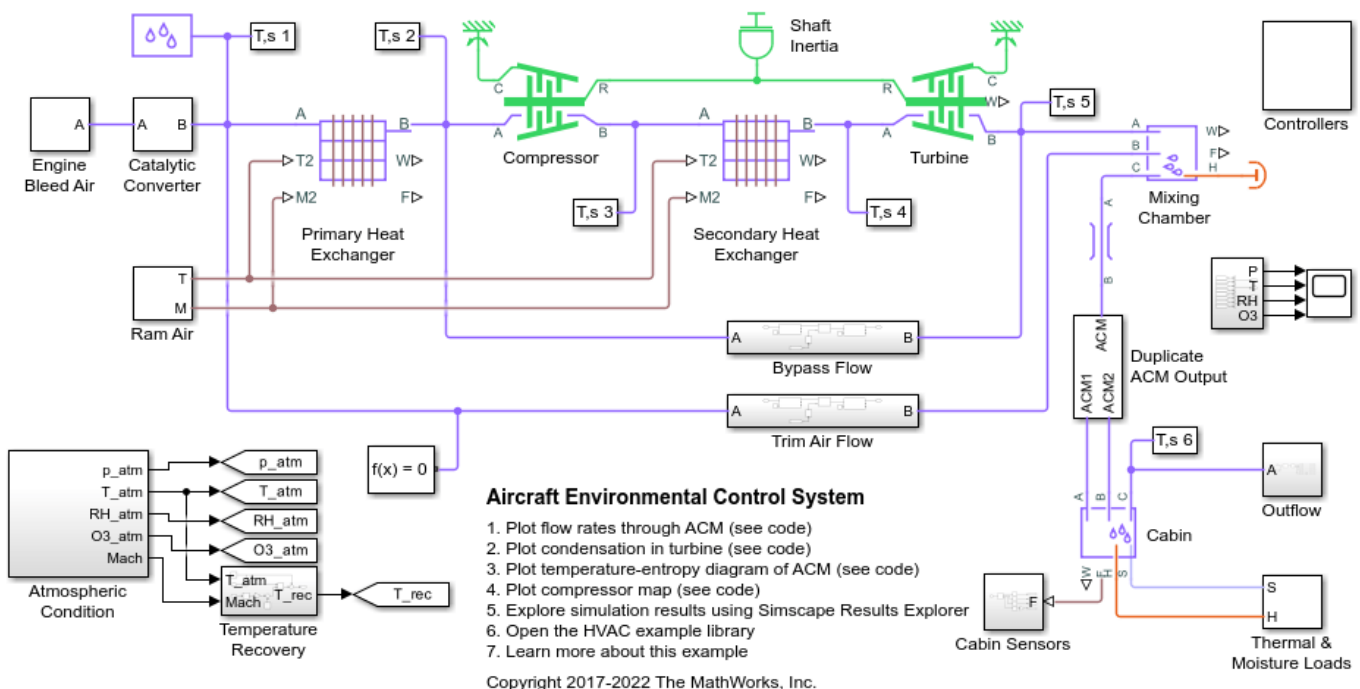 T,s 1
T,s 2
Shaft
Inertia
C
R
R
C
W
T,s 5
A
Engine
Bleed Air
A
B
Catalytic
Converter
A
B
T2
W
M2
F
Primary Heat
Exchanger
A
B
Compressor
T,s 3
A
B
T2
W
M2
F
Secondary Heat
Exchanger
T,s 4
A
B
Turbine
A
B
C
W
F
H
Mixing
Chamber
Controllers
A
B
T
M
Ram Air
A
B
Bypass Flow
A
B
Trim Air Flow
ACM
ACM1
ACM2
Duplicate
ACM Output
P
T
RH
O3
T,s 6
A
Outflow
p_atm
T_atm
RH_atm
O3_atm
Mach
Atmospheric
Condition
p_atm
T_atm
RH_atm
O3_atm
T_atm
Mach
T_rec
Temperature
Recovery
T_rec
f(x) = 0
Aircraft Environmental Control System
1. Plot flow rates through ACM (see code)
2. Plot condensation in turbine (see code)
3. Plot temperature-entropy diagram of ACM (see code)
4. Plot compressor map (see code)
5. Explore simulation results using Simscape Results Explorer
6. Open the HVAC example library
7. Learn more about this example
Copyright 2017-2022 The MathWorks, Inc.
A
B
C
Cabin
W
F
H
S
F
Cabin Sensors
S
H
Thermal &
Moisture Loads